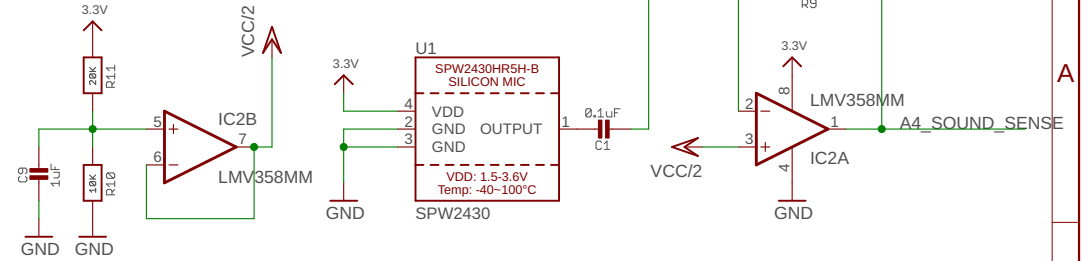 3.3V
20K
R11
C9
1uF
10K
R10
GND
GND
5
6
7
IC2B
LMV358MM
VCC/2
3.3V
U1
SPW2430HR5H-B
SILICON MIC
4
2
3
VDD
GND
GND
OUTPUT
1
VDD: 1.5-3.6V
Temp: -40~100°C
SPW2430
GND
0.1uF
C1
R9
3.3V
8
LMV358MM
2
3
1
4
A4_SOUND_SENSE
IC2A
VCC/2
GND
A